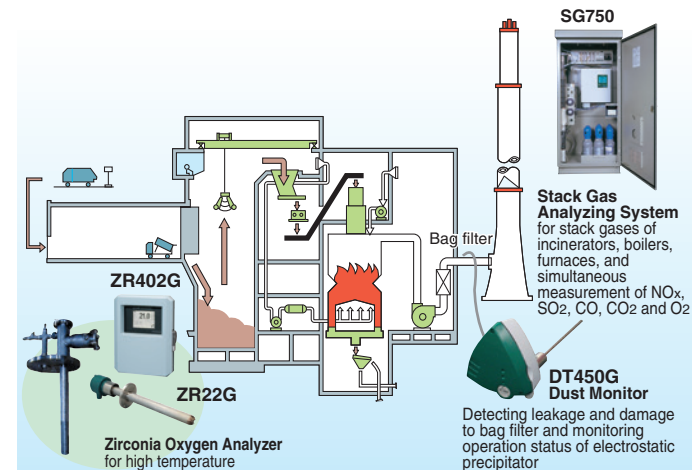 SG750
Stack Gas
Analyzing System
for stack gases of
incinerators, boilers,
furnaces, and
simultaneous
measurement of NOx,
SO2, CO, CO2 and O2
Bag filter
ZR402G
21.0
ZR22G
Zirconia Oxygen Analyzer
for high temperature
DT450G
Dust Monitor
Detecting leakage and damage
to bag filter and monitoring
operation status of electrostatic
precipitator